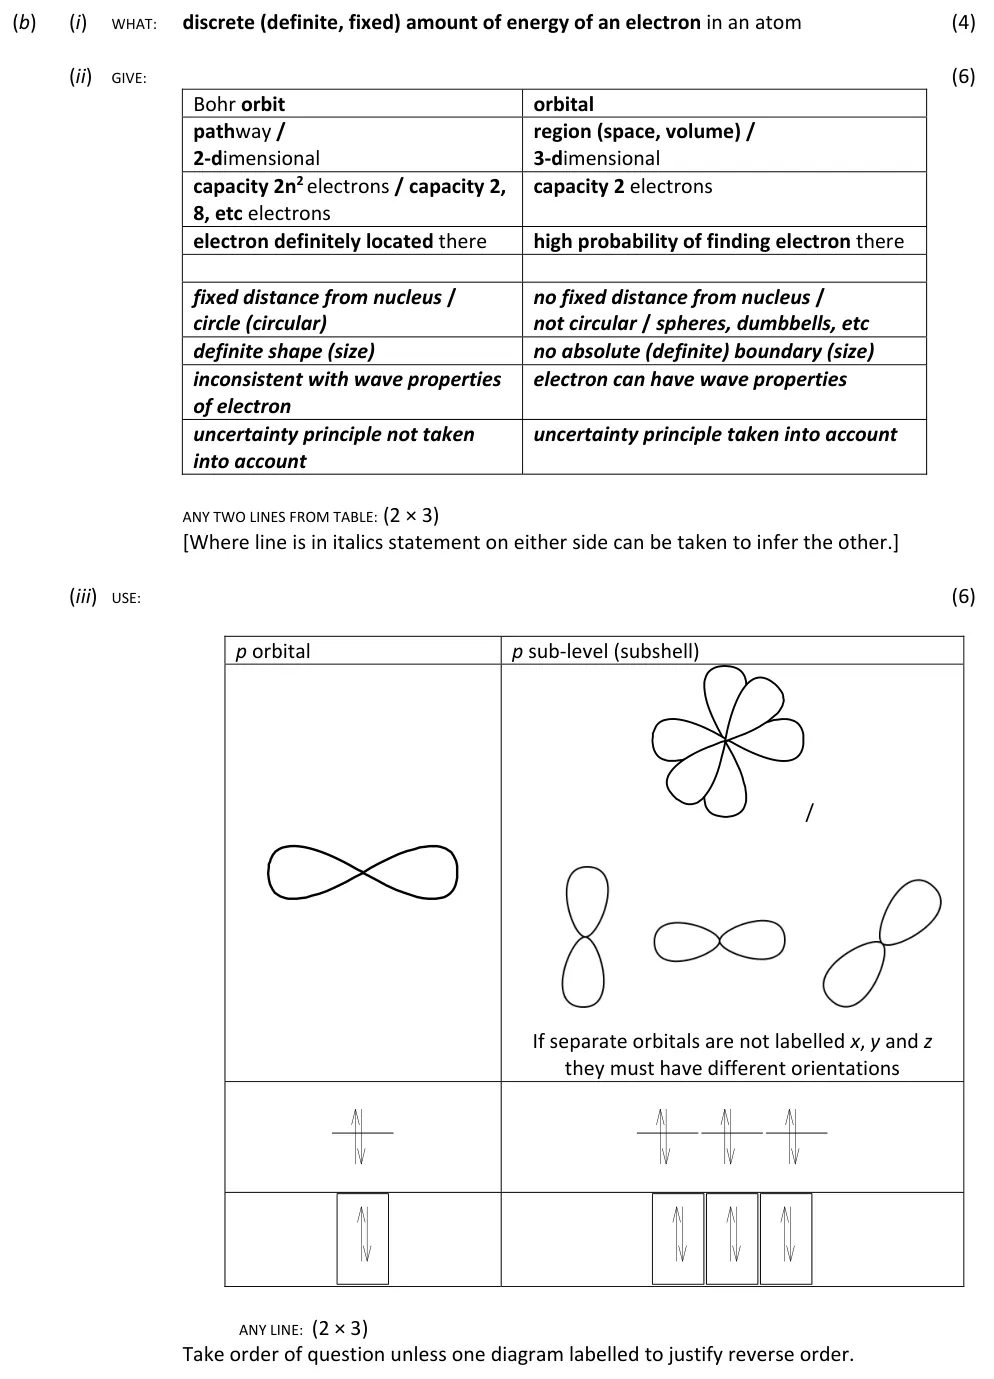 (b) (i) WHAT: discrete (definite, fixed) amount of energy of an electron in an atom (4)
(ii) GIVE: (6)
Bohr orbit orbital
pathway / region (space, volume) /
2-dimensional 3-dimensional
capacity 2n² electrons / capacity 2, capacity 2 electrons
8, etc electrons
electron definitely located there high probability of finding electron there
fixed distance from nucleus / no fixed distance from nucleus /
circle (circular) not circular / spheres, dumbbells, etc
definite shape (size) no absolute (definite) boundary (size)
inconsistent with wave properties electron can have wave properties
of electron
uncertainty principle not taken uncertainty principle taken into account
into account
ANY TWO LINES FROM TABLE: (2 × 3)
[Where line is in italics statement on either side can be taken to infer the other.]
(iii) USE: (6)
p orbital p sub-level (subshell)
/
If separate orbitals are not labelled x, y and z
they must have different orientations
ANY LINE: (2 × 3)
Take order of question unless one diagram labelled to justify reverse order.